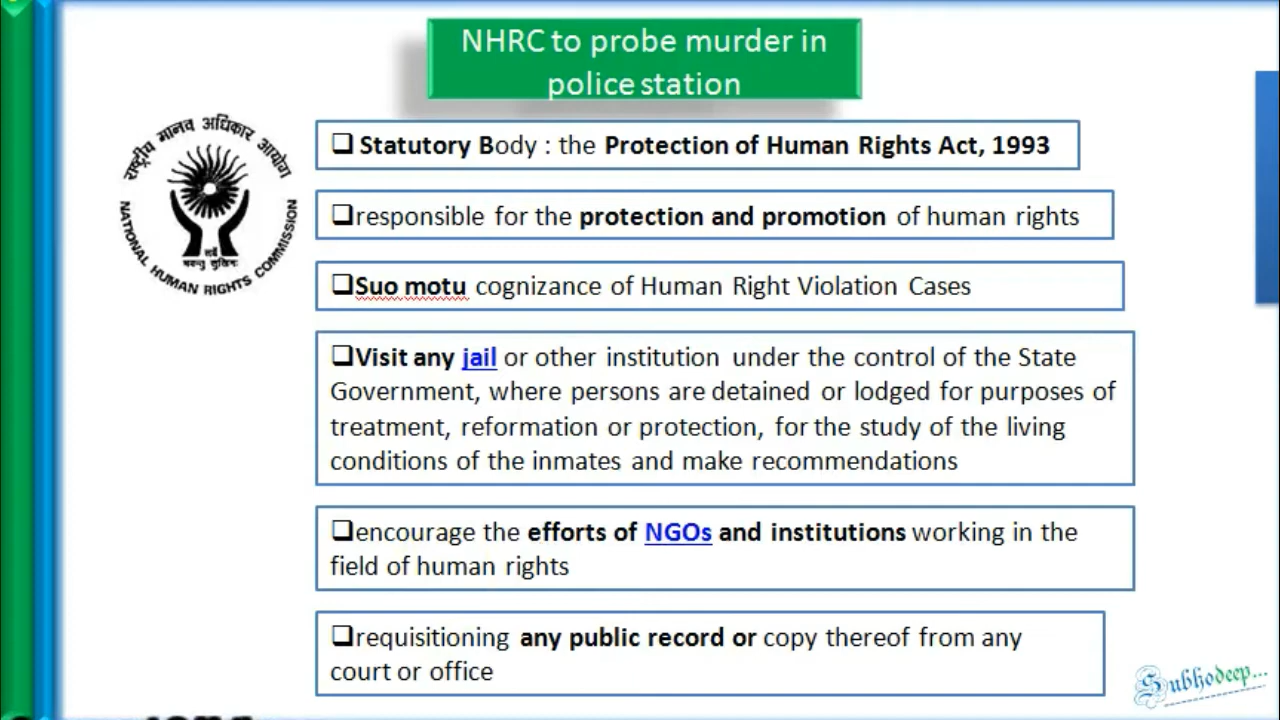 NHRC to probe murder in
police station
राष्ट्रीय मानव अधिकार आयोग
सर्वे
भवन्तु सुखिनः
NATIONAL HUMAN RIGHTS COMMISSION
❑ Statutory Body : the Protection of Human Rights Act, 1993
❑responsible for the protection and promotion of human rights
❑Suo motu cognizance of Human Right Violation Cases
❑Visit any jail or other institution under the control of the State
Government, where persons are detained or lodged for purposes of
treatment, reformation or protection, for the study of the living
conditions of the inmates and make recommendations
❑encourage the efforts of NGOs and institutions working in the
field of human rights
❑requisitioning any public record or copy thereof from any
court or office
Subhodeep...